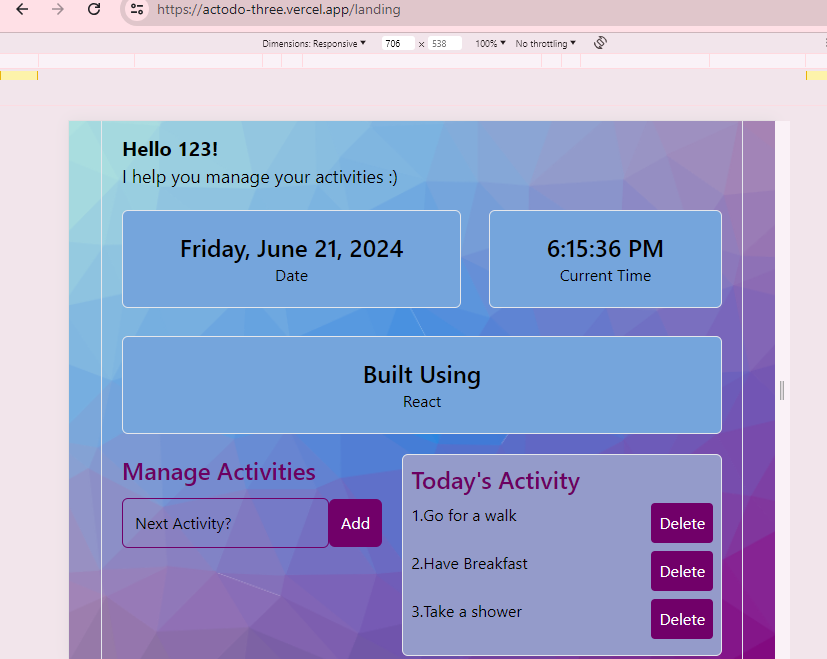 https://actodo-three.vercel.app/landing
Dimensions: Responsive 706 x 538 100% No throttling
Hello 123!
I help you manage your activities :)
Friday, June 21, 2024
Date
6:15:36 PM
Current Time
Built Using
React
Manage Activities
Next Activity?
Add
Today's Activity
1.Go for a walk
Delete
2.Have Breakfast
Delete
3.Take a shower
Delete